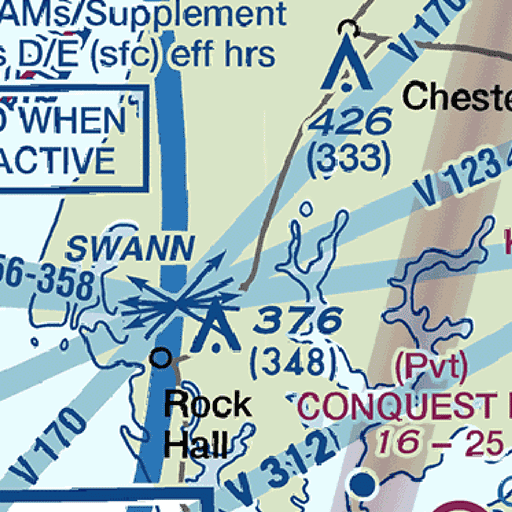 AMs/Supplement
s D/E (sfc) eff hrs
V 170
WHEN
ACTIVE
426
(333)
V 123
SWANN
56-358
376
(348)
(Pvt)
Rock
Hall
CONQUEST
16 – 25
V 170
V 312